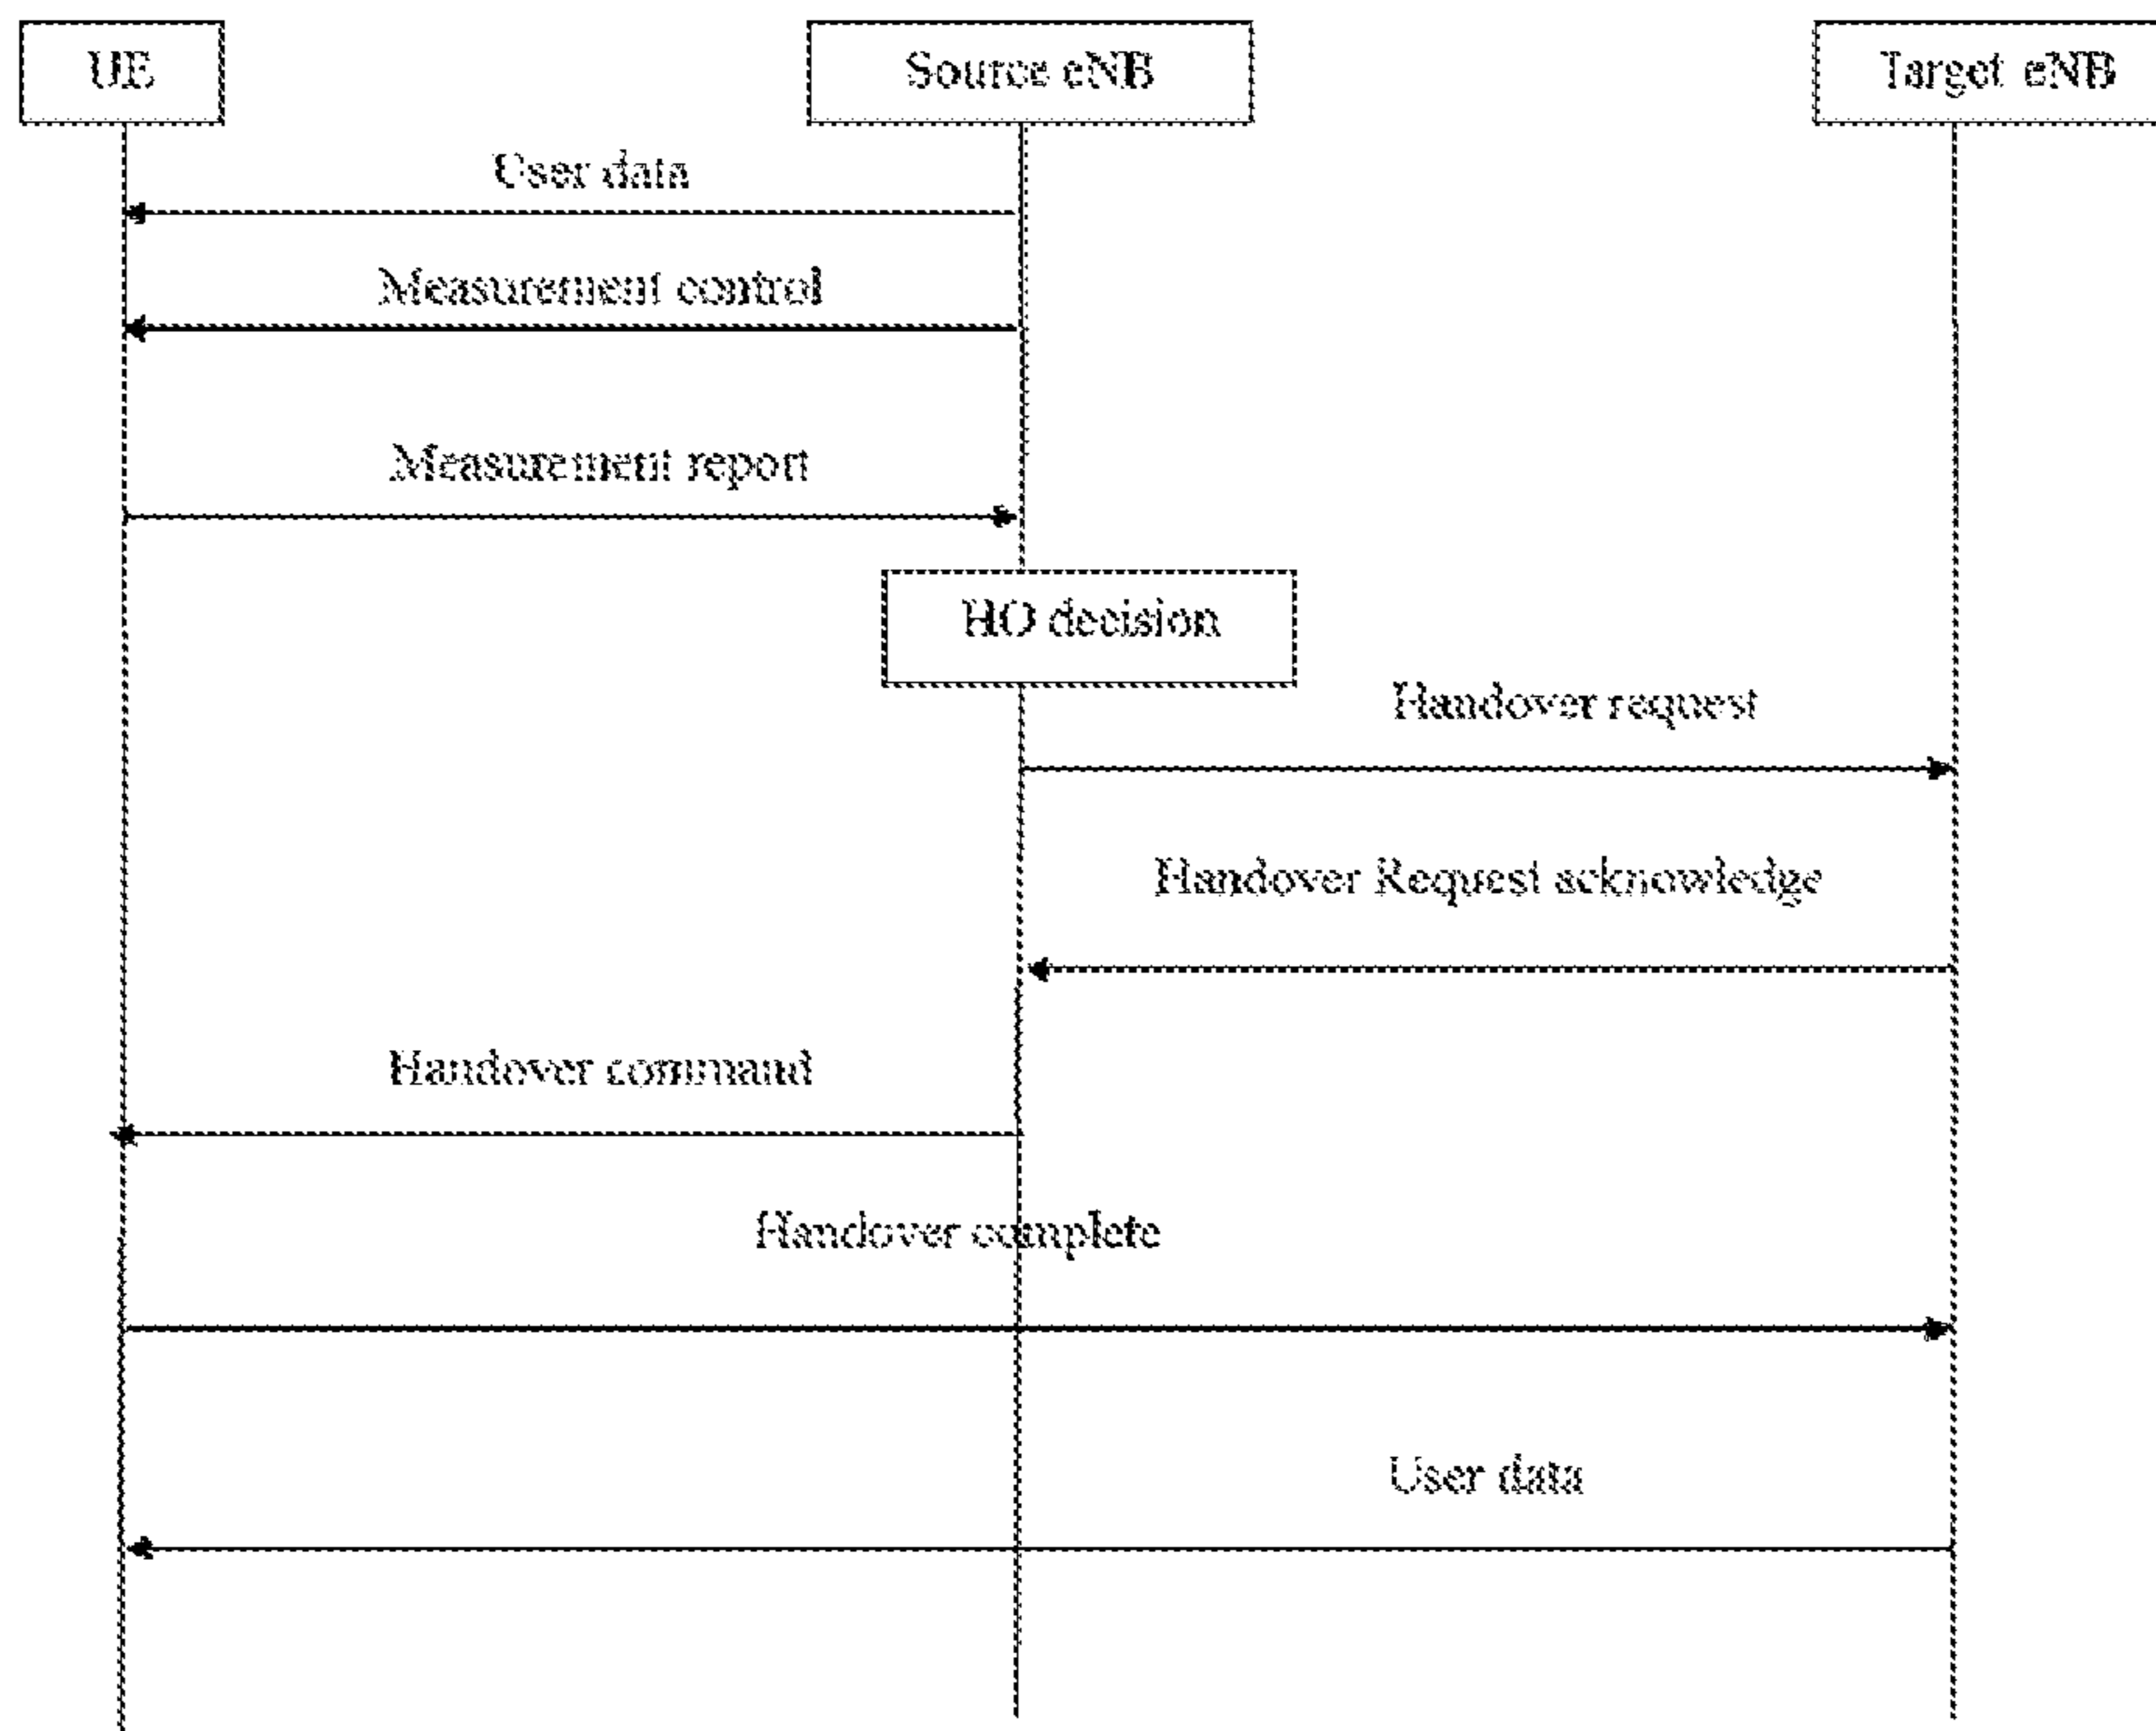 UE
Source eNB
Target eNB
User data
Measurement control
Measurement report
HO decision
Handover request
Handover Request acknowledge
Handover command
Handover complete
User data